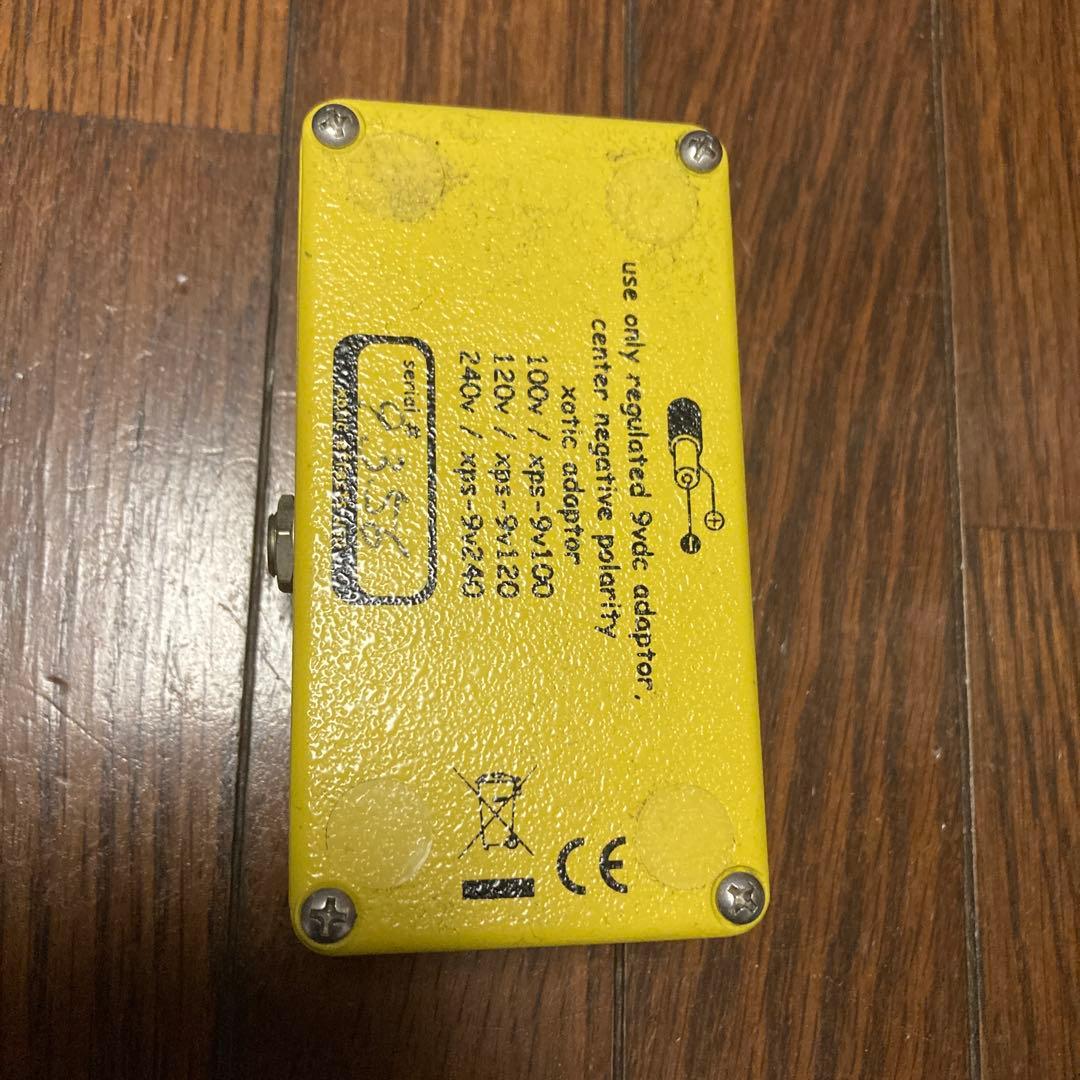 use only regulated 9vdc adaptor,
center negative polarity
xotic adaptor
100v / xps-9v100
120v / xps-9v120
240v / xps-9v240
serial#
CE